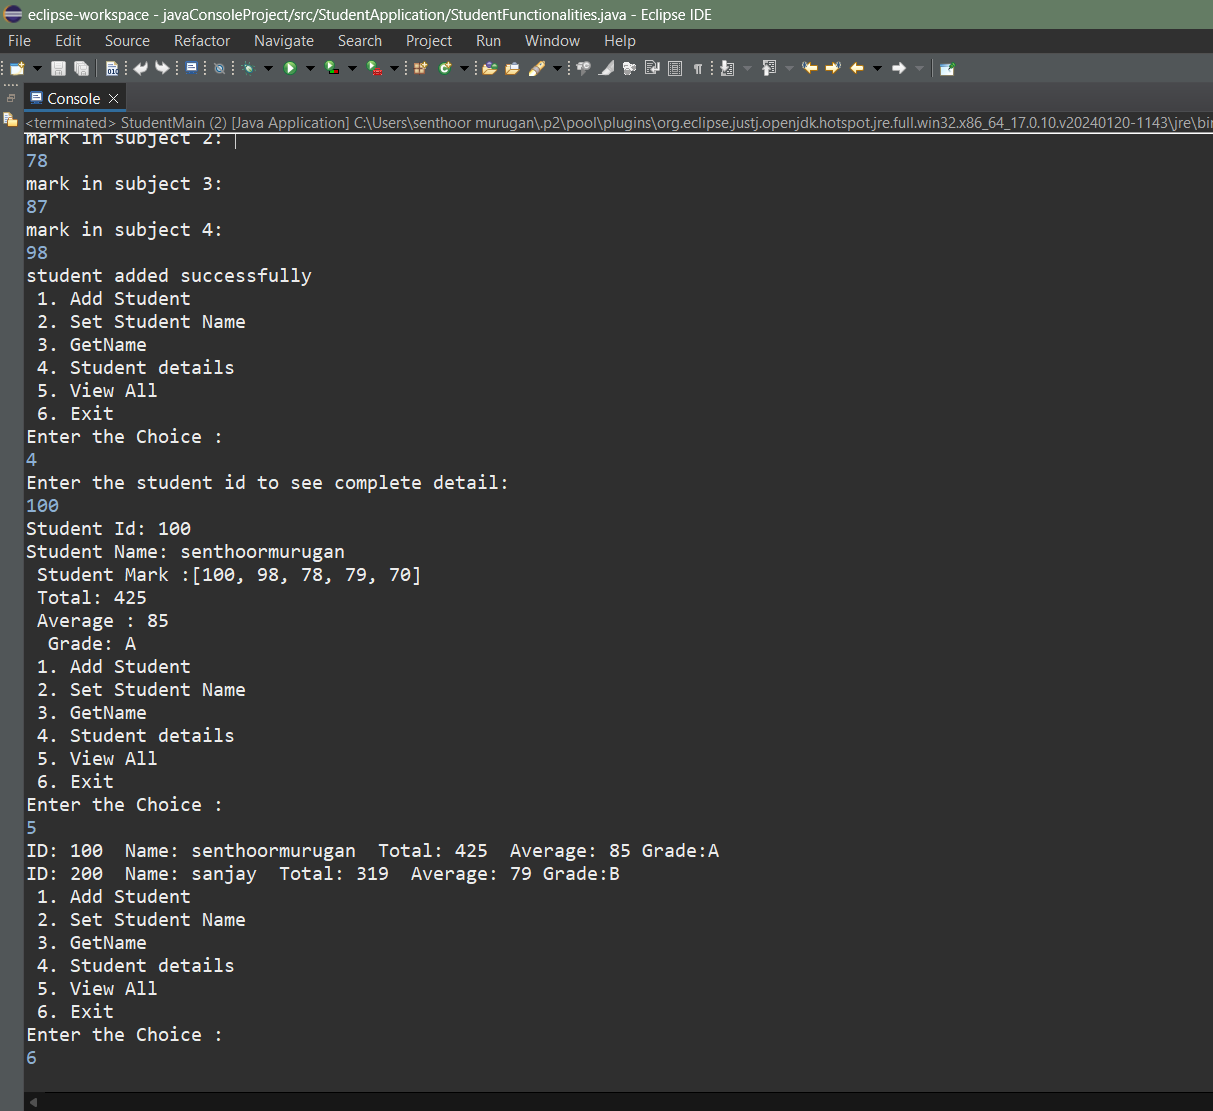 eclipse-workspace - javaConsoleProject/src/StudentApplication/StudentFunctionalities.java - Eclipse IDE
File Edit Source Refactor Navigate Search Project Run Window Help
Console
<terminated> StudentMain (2) [Java Application] C:\Users\senthoor murugan\.p2\pool\plugins\org.eclipse.justj.openjdk.hotspot.jre.full.win32.x86_64_17.0.10.v20240120-1143\jre\bin
mark in subject 2:
78
mark in subject 3:
87
mark in subject 4:
98
student added successfully
1. Add Student
2. Set Student Name
3. GetName
4. Student details
5. View All
6. Exit
Enter the Choice :
4
Enter the student id to see complete detail:
100
Student Id: 100
Student Name: senthoormurugan
Student Mark :[100, 98, 78, 79, 70]
Total: 425
Average : 85
Grade: A
1. Add Student
2. Set Student Name
3. GetName
4. Student details
5. View All
6. Exit
Enter the Choice :
5
ID: 100  Name: senthoormurugan  Total: 425  Average: 85 Grade:A
ID: 200  Name: sanjay  Total: 319  Average: 79 Grade:B
1. Add Student
2. Set Student Name
3. GetName
4. Student details
5. View All
6. Exit
Enter the Choice :
6